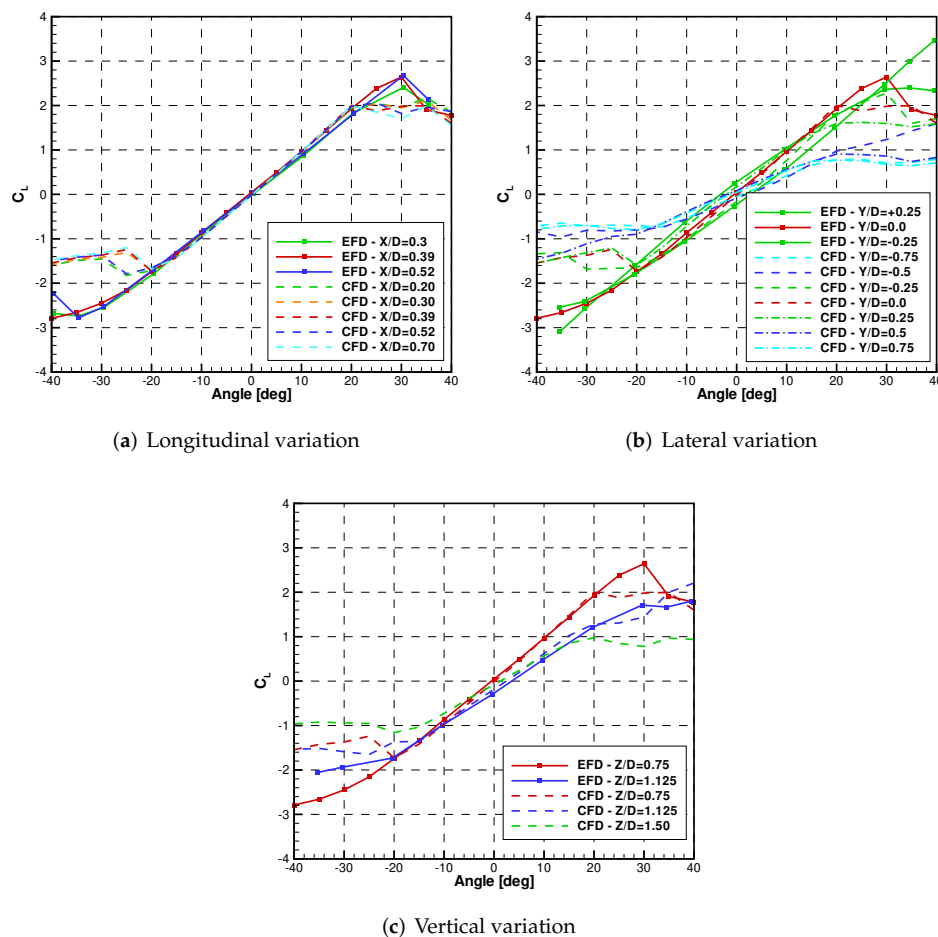 4
3
2
1
0
-1
-2
-3
-4
C_L
EFD - X/D=0.3
EFD - X/D=0.39
EFD - X/D=0.52
CFD - X/D=0.20
CFD - X/D=0.30
CFD - X/D=0.39
CFD - X/D=0.52
CFD - X/D=0.70
-40 -30 -20 -10 0 10 20 30 40
Angle [deg]
(a) Longitudinal variation
4
3
2
1
0
-1
-2
-3
-4
C_L
EFD - Y/D=+0.25
EFD - Y/D=0.0
EFD - Y/D=-0.25
CFD - Y/D=-0.75
CFD - Y/D=-0.5
CFD - Y/D=-0.25
CFD - Y/D=0.0
CFD - Y/D=0.25
CFD - Y/D=0.5
CFD - Y/D=0.75
-40 -30 -20 -10 0 10 20 30 40
Angle [deg]
(b) Lateral variation
4
3
2
1
0
-1
-2
-3
-4
C_L
EFD - Z/D=0.75
EFD - Z/D=1.125
CFD - Z/D=0.75
CFD - Z/D=1.125
CFD - Z/D=1.50
-40 -30 -20 -10 0 10 20 30 40
Angle [deg]
(c) Vertical variation